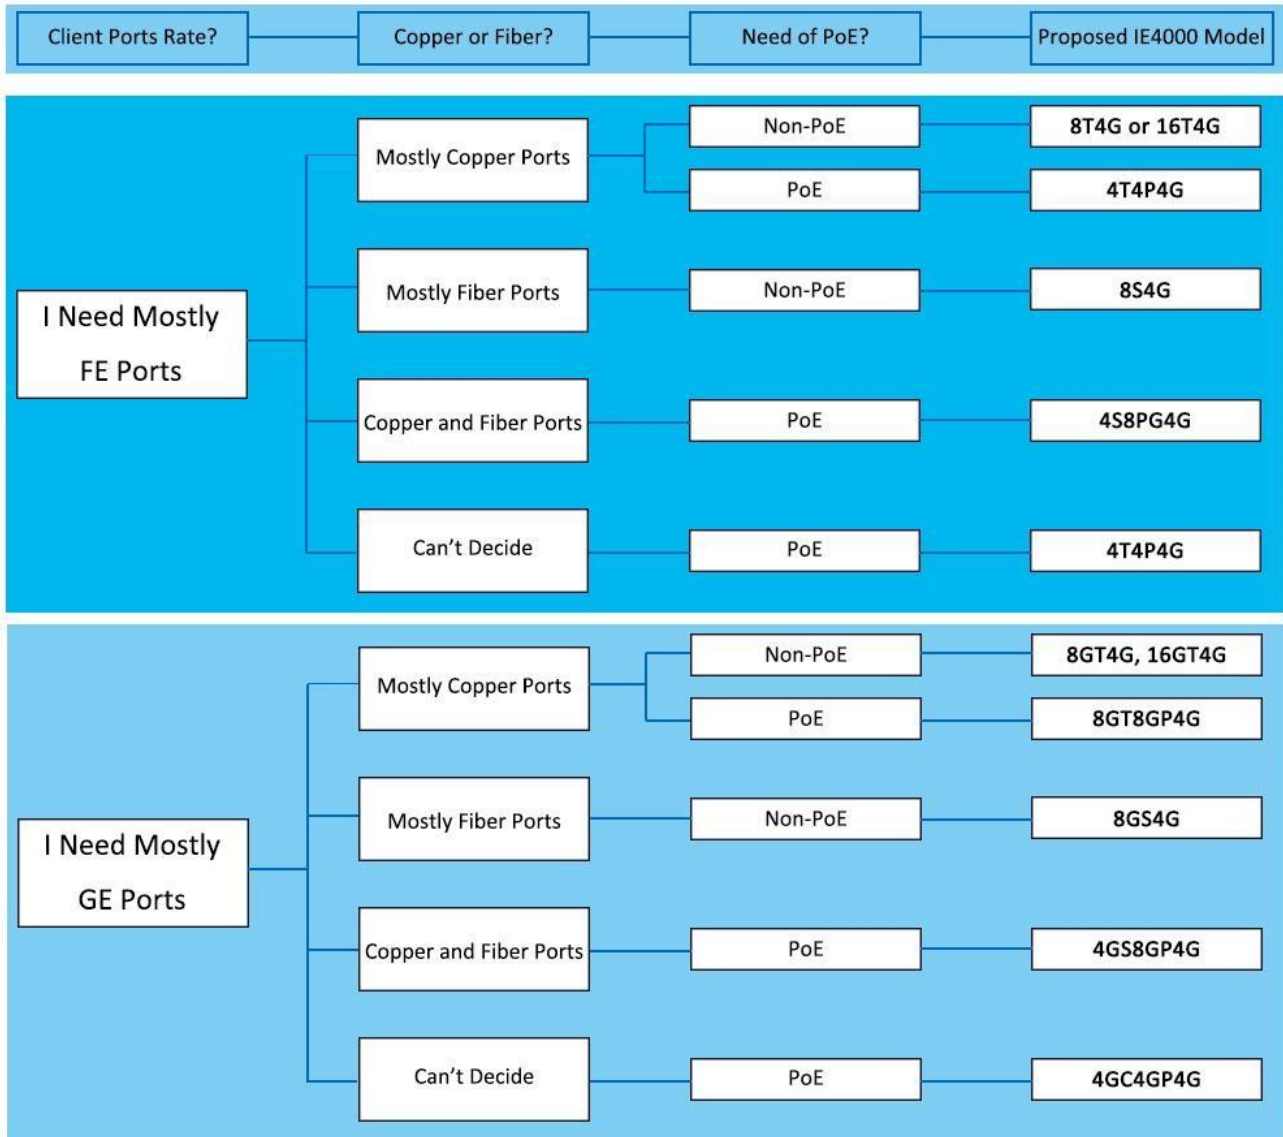 Client Ports Rate?
Copper or Fiber?
Need of PoE?
Proposed IE4000 Model
I Need Mostly
FE Ports
Mostly Copper Ports
Non-PoE
8T4G or 16T4G
PoE
4T4P4G
Mostly Fiber Ports
Non-PoE
8S4G
Copper and Fiber Ports
PoE
4S8PG4G
Can't Decide
PoE
4T4P4G
I Need Mostly
GE Ports
Mostly Copper Ports
Non-PoE
8GT4G, 16GT4G
PoE
8GT8GP4G
Mostly Fiber Ports
Non-PoE
8GS4G
Copper and Fiber Ports
PoE
4GS8GP4G
Can't Decide
PoE
4GC4GP4G